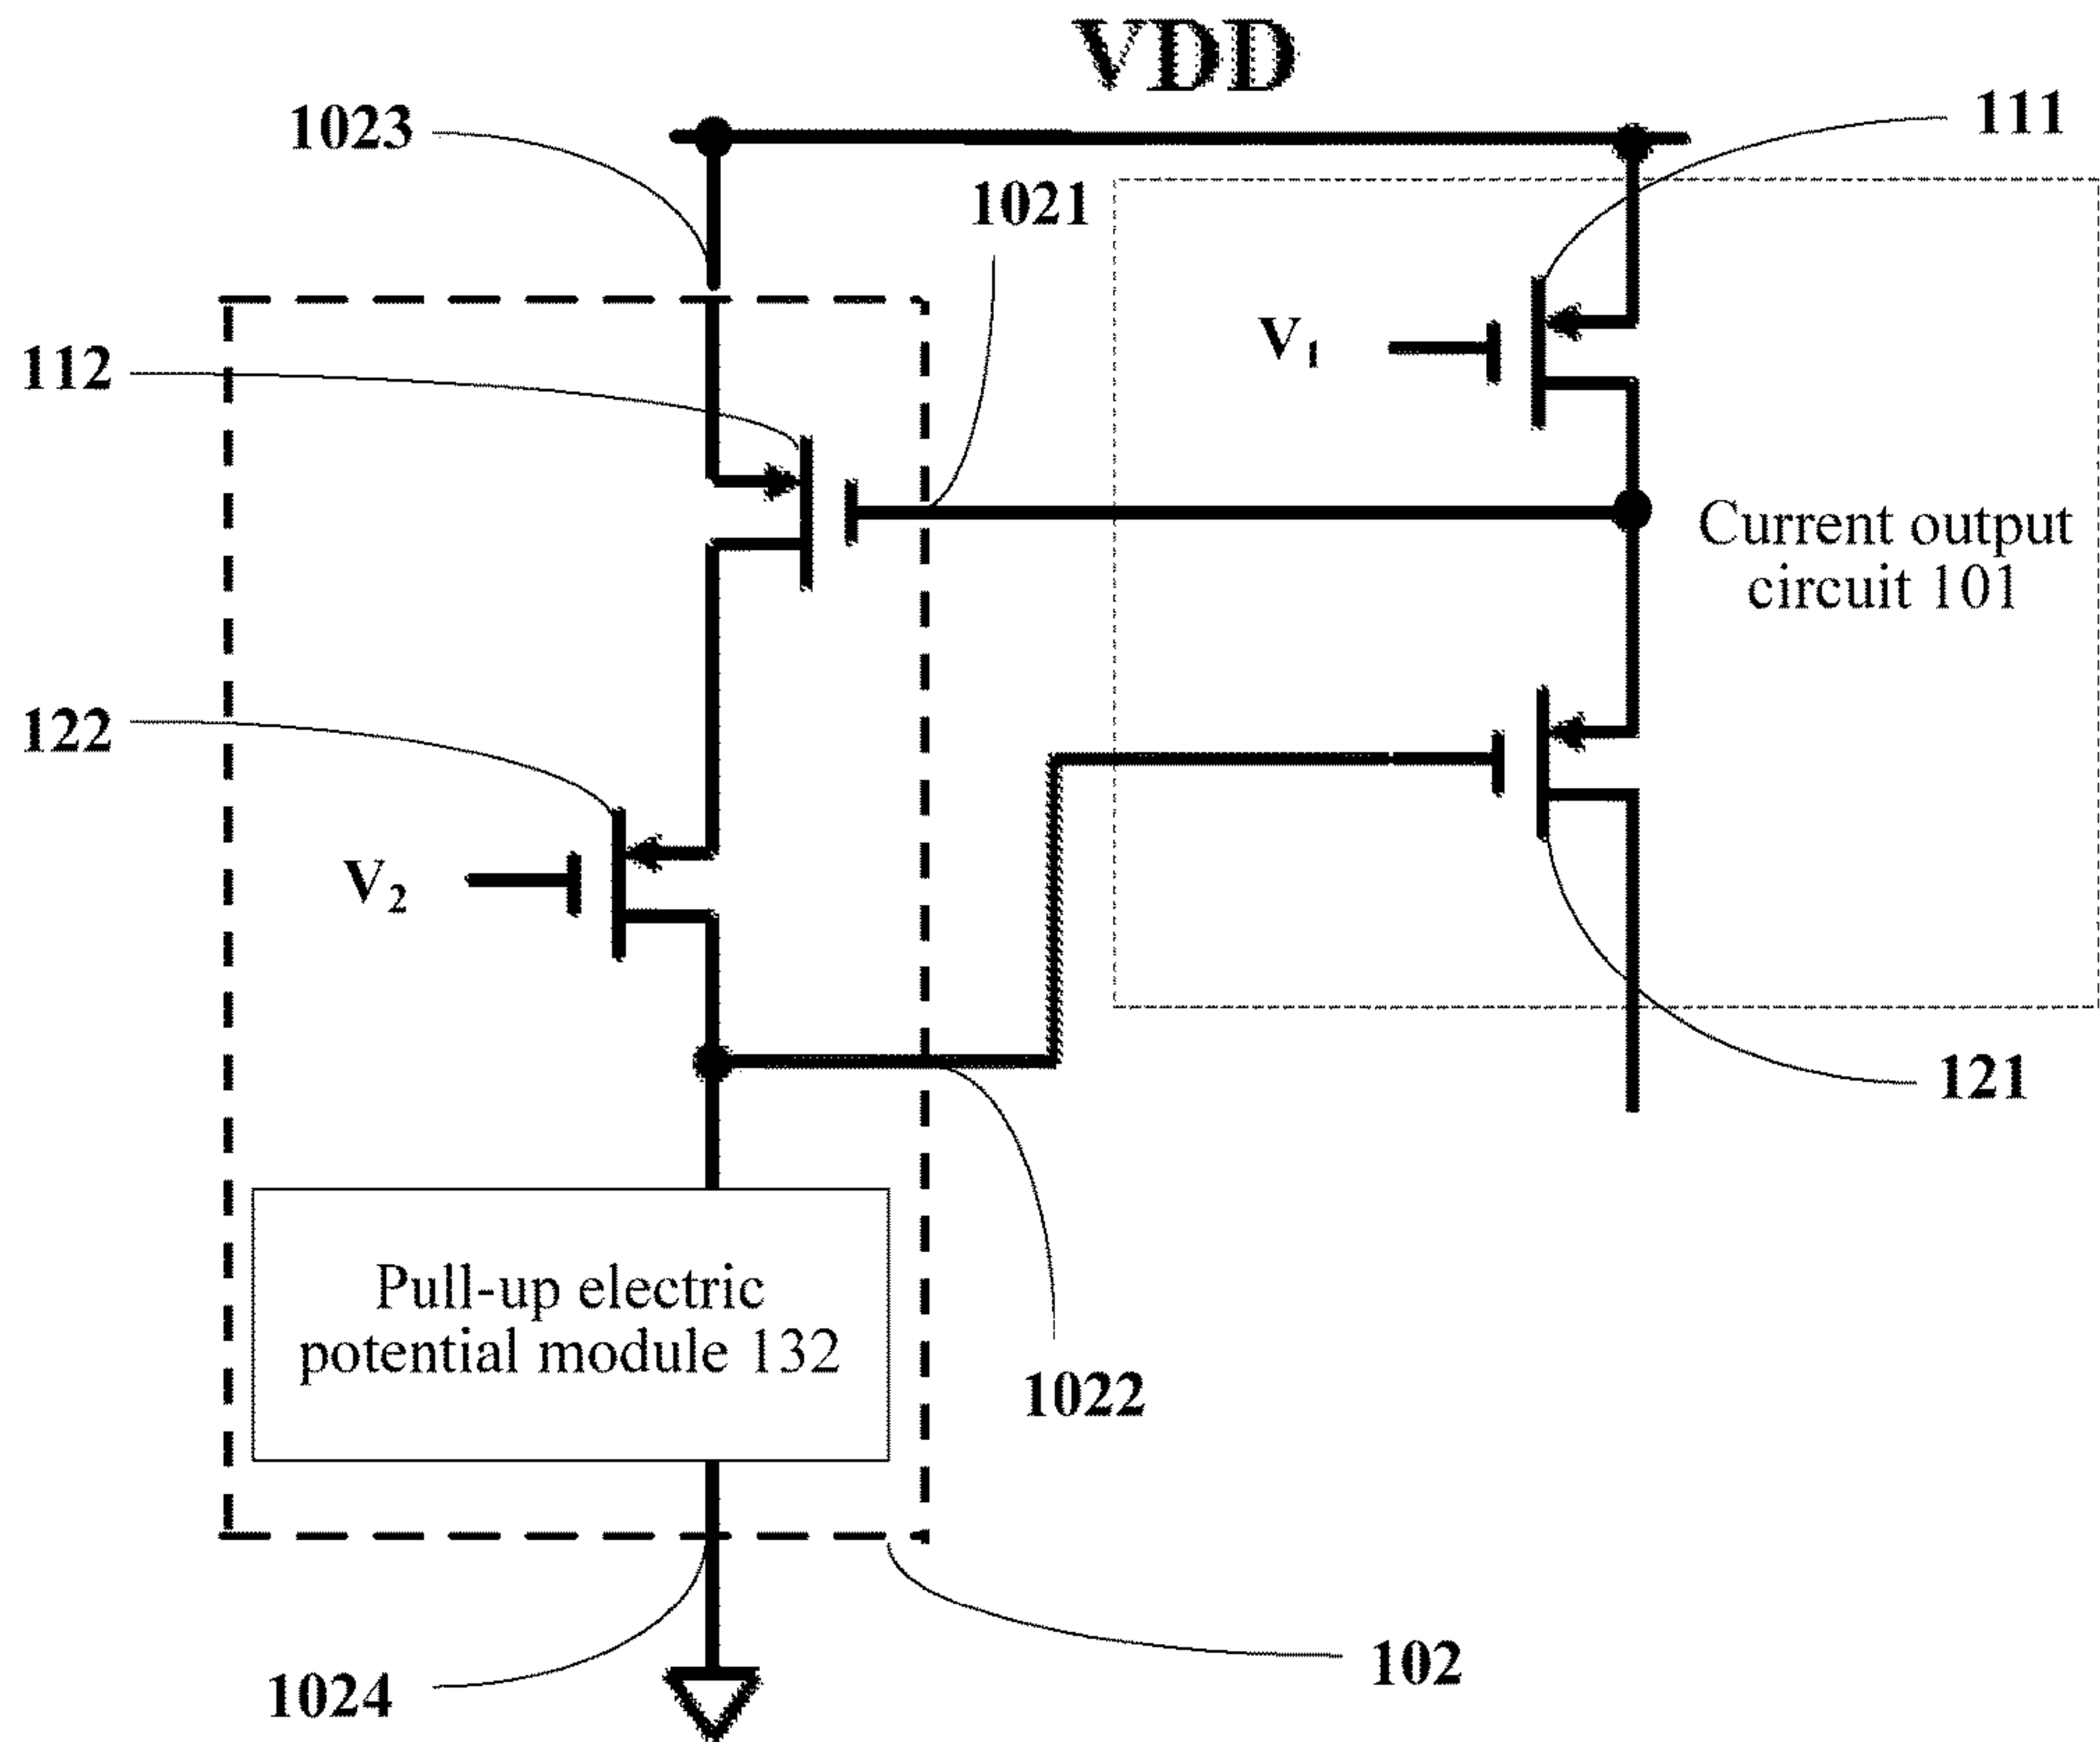 VDD
1023
111
1021
V₁
112
Current output
circuit 101
122
V₂
121
Pull-up electric
potential module 132
1022
102
1024